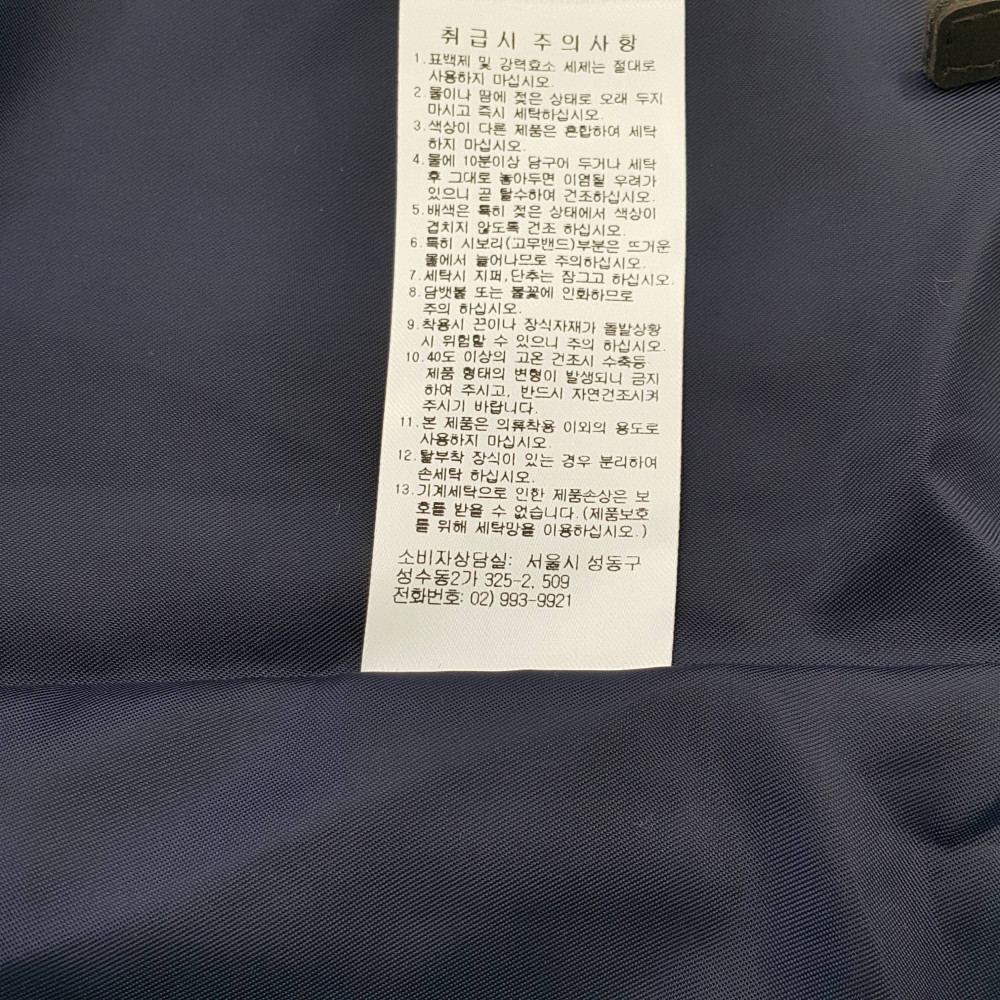 취급시 주의사항
1. 표백제 및 강력효소 세제는 절대로
사용하지 마십시오.
2. 물이나 땀에 젖은 상태로 오래 두지
마시고 즉시 세탁하십시오.
3. 색상이 다른 제품은 혼합하여 세탁
하지 마십시오.
4. 물에 10분이상 담구어 두거나 세탁
후 그대로 놓아두면 이염될 우려가
있으니 곧 탈수하여 건조하십시오.
5. 배색은 특히 젖은 상태에서 색상이
겹치지 않도록 건조 하십시오.
6. 특히 시보리(고무밴드)부분은 뜨거운
물에서 늘어나므로 주의하십시오.
7. 세탁시 지퍼,단추는 잠그고 하십시오.
8. 담뱃불 또는 불꽃에 인화하므로
주의 하십시오.
9. 착용시 끈이나 장식자재가 돌발상황
시 위험할 수 있으니 주의 하십시오.
10. 40도 이상의 고온 건조시 수축등
제품 형태의 변형이 발생되니 금지
하여 주시고, 반드시 자연건조시켜
주시기 바랍니다.
11. 본 제품은 의류착용 이외의 용도로
사용하지 마십시오.
12. 탈부착 장식이 있는 경우 분리하여
손세탁 하십시오.
13. 기계세탁으로 인한 제품손상은 보
호를 받을 수 없습니다.(제품보호
를 위해 세탁망을 이용하십시오.)
소비자상담실: 서울시 성동구
성수동2가 325-2, 509
전화번호: 02) 993-9921